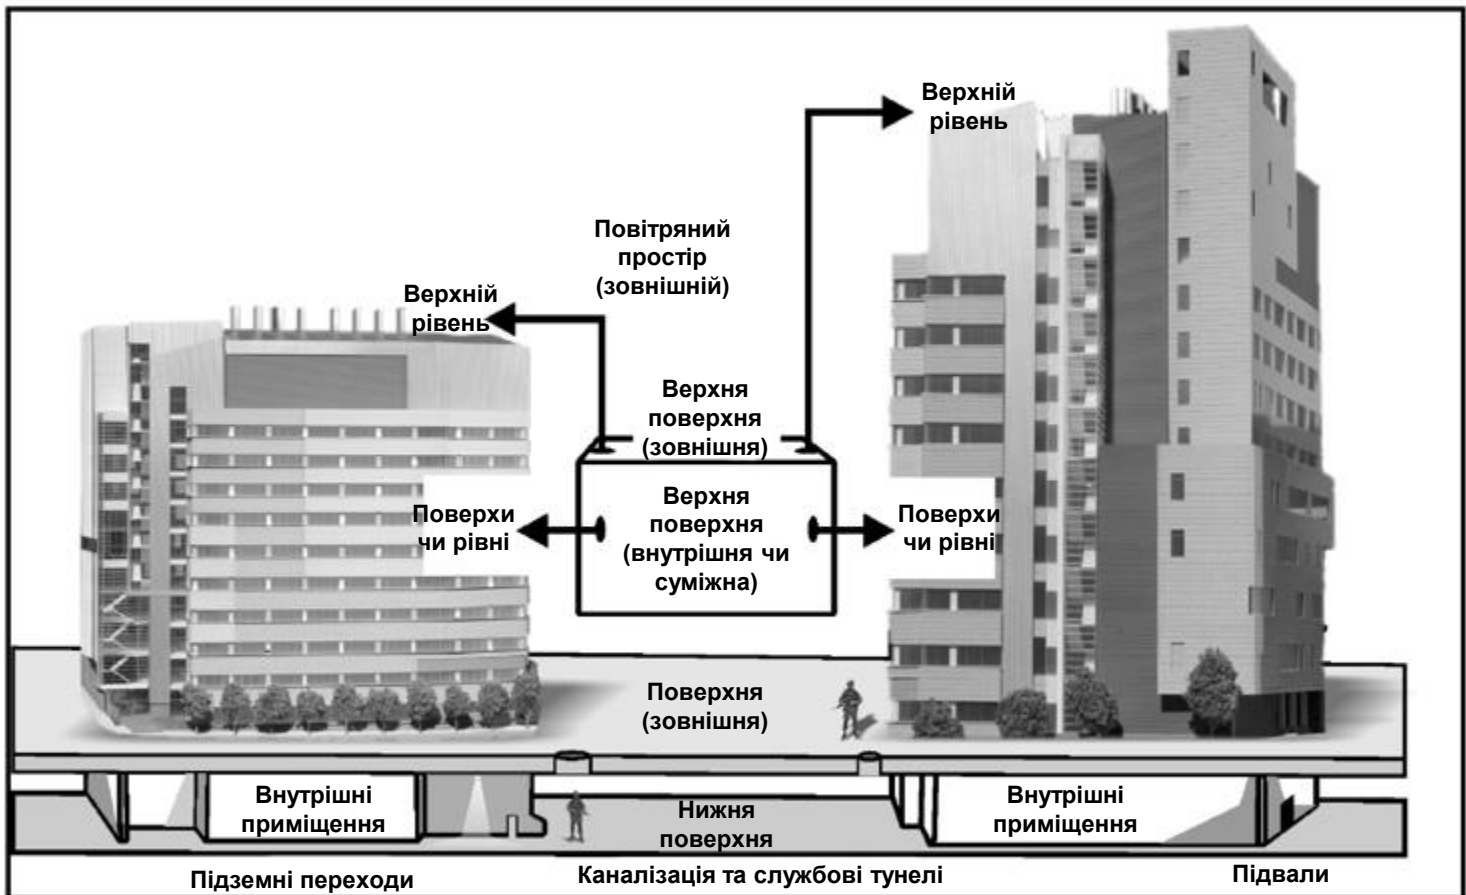 Верхній
рівень
Повітряний
простір
(зовнішній)
Верхній
рівень
Верхня
поверхня
(зовнішня)
Верхня
поверхня
(внутрішня чи
суміжна)
Поверхи
чи рівні
Поверхи
чи рівні
Поверхня
(зовнішня)
Внутрішні
приміщення
Нижня
поверхня
Внутрішні
приміщення
Підземні переходи
Каналізація та службові тунелі
Підвали